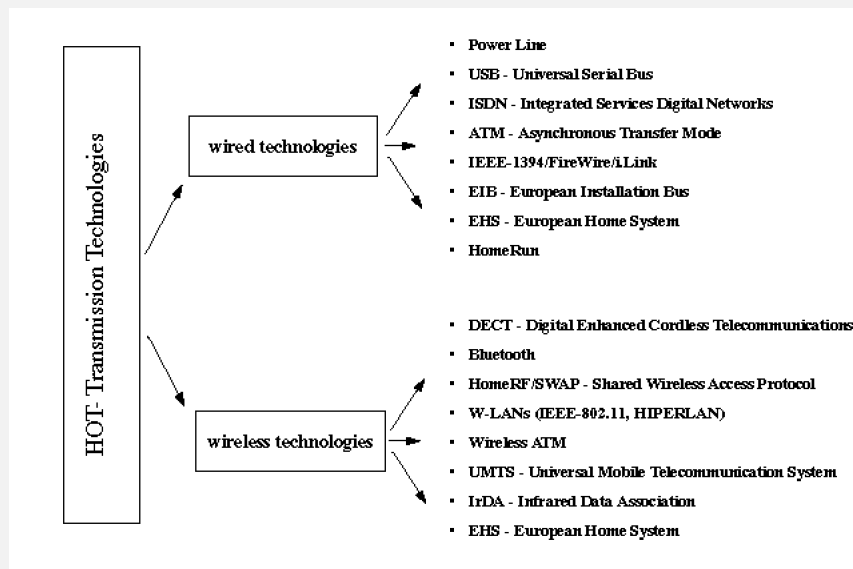 HOT- Transmission Technologies
wired technologies
▪ Power Line
▪ USB - Universal Serial Bus
▪ ISDN - Integrated Services Digital Networks
▪ ATM - Asynchronous Transfer Mode
▪ IEEE-1394/FireWire/i.Link
▪ EIB - European Installation Bus
▪ EHS - European Home System
▪ HomeRun
wireless technologies
▪ DECT - Digital Enhanced Cordless Telecommunications
▪ Bluetooth
▪ HomeRF/SWAP - Shared Wireless Access Protocol
▪ W-LANs (IEEE-802.11, HIPERLAN)
▪ Wireless ATM
▪ UMTS - Universal Mobile Telecommunication System
▪ IrDA - Infrared Data Association
▪ EHS - European Home System